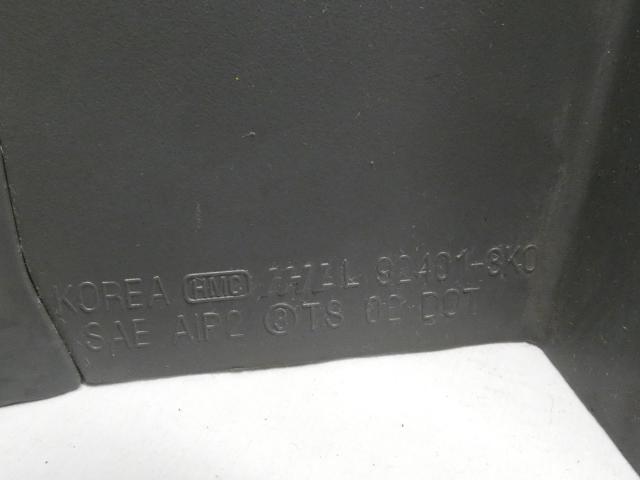 KOREA HMC L 92401-3K0
SAE AIP2 TS 02 DOT